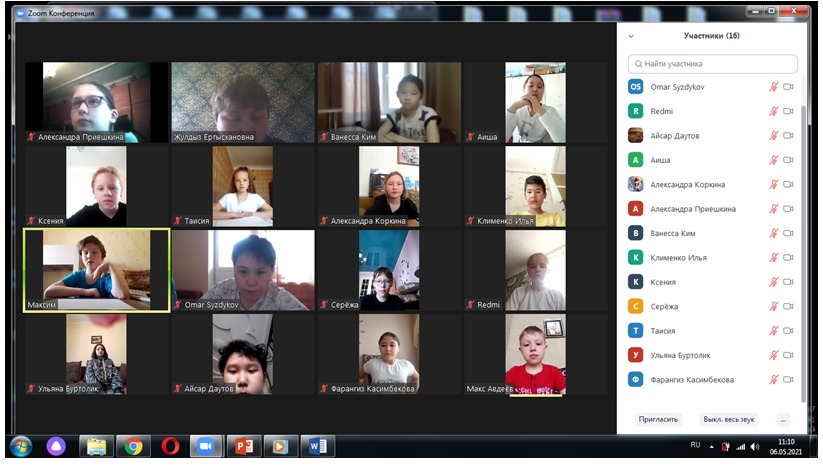 Zoom Конференция
Участники (16)
Найти участника
Александра Приешкина
Жулдыз Ертысхановна
Ванесса Ким
Аиша
Ксения
Таисия
Александра Коркина
Клименко Илья
Максим
Omar Syzdykov
Серёжа
Redmi
Ульяна Буртолик
Айсар Даутов
Фарангиз Касимбекова
Макс Авдеев
OS Omar Syzdykov
R Redmi
Айсар Даутов
А Аиша
Александра Коркина
А Александра Приешкина
В Ванесса Ким
К Клименко Илья
К Ксения
С Серёжа
Т Таисия
У Ульяна Буртолик
Ф Фарангиз Касимбекова
Пригласить
Выкл. весь звук
...
RU
11:10
06.05.2021